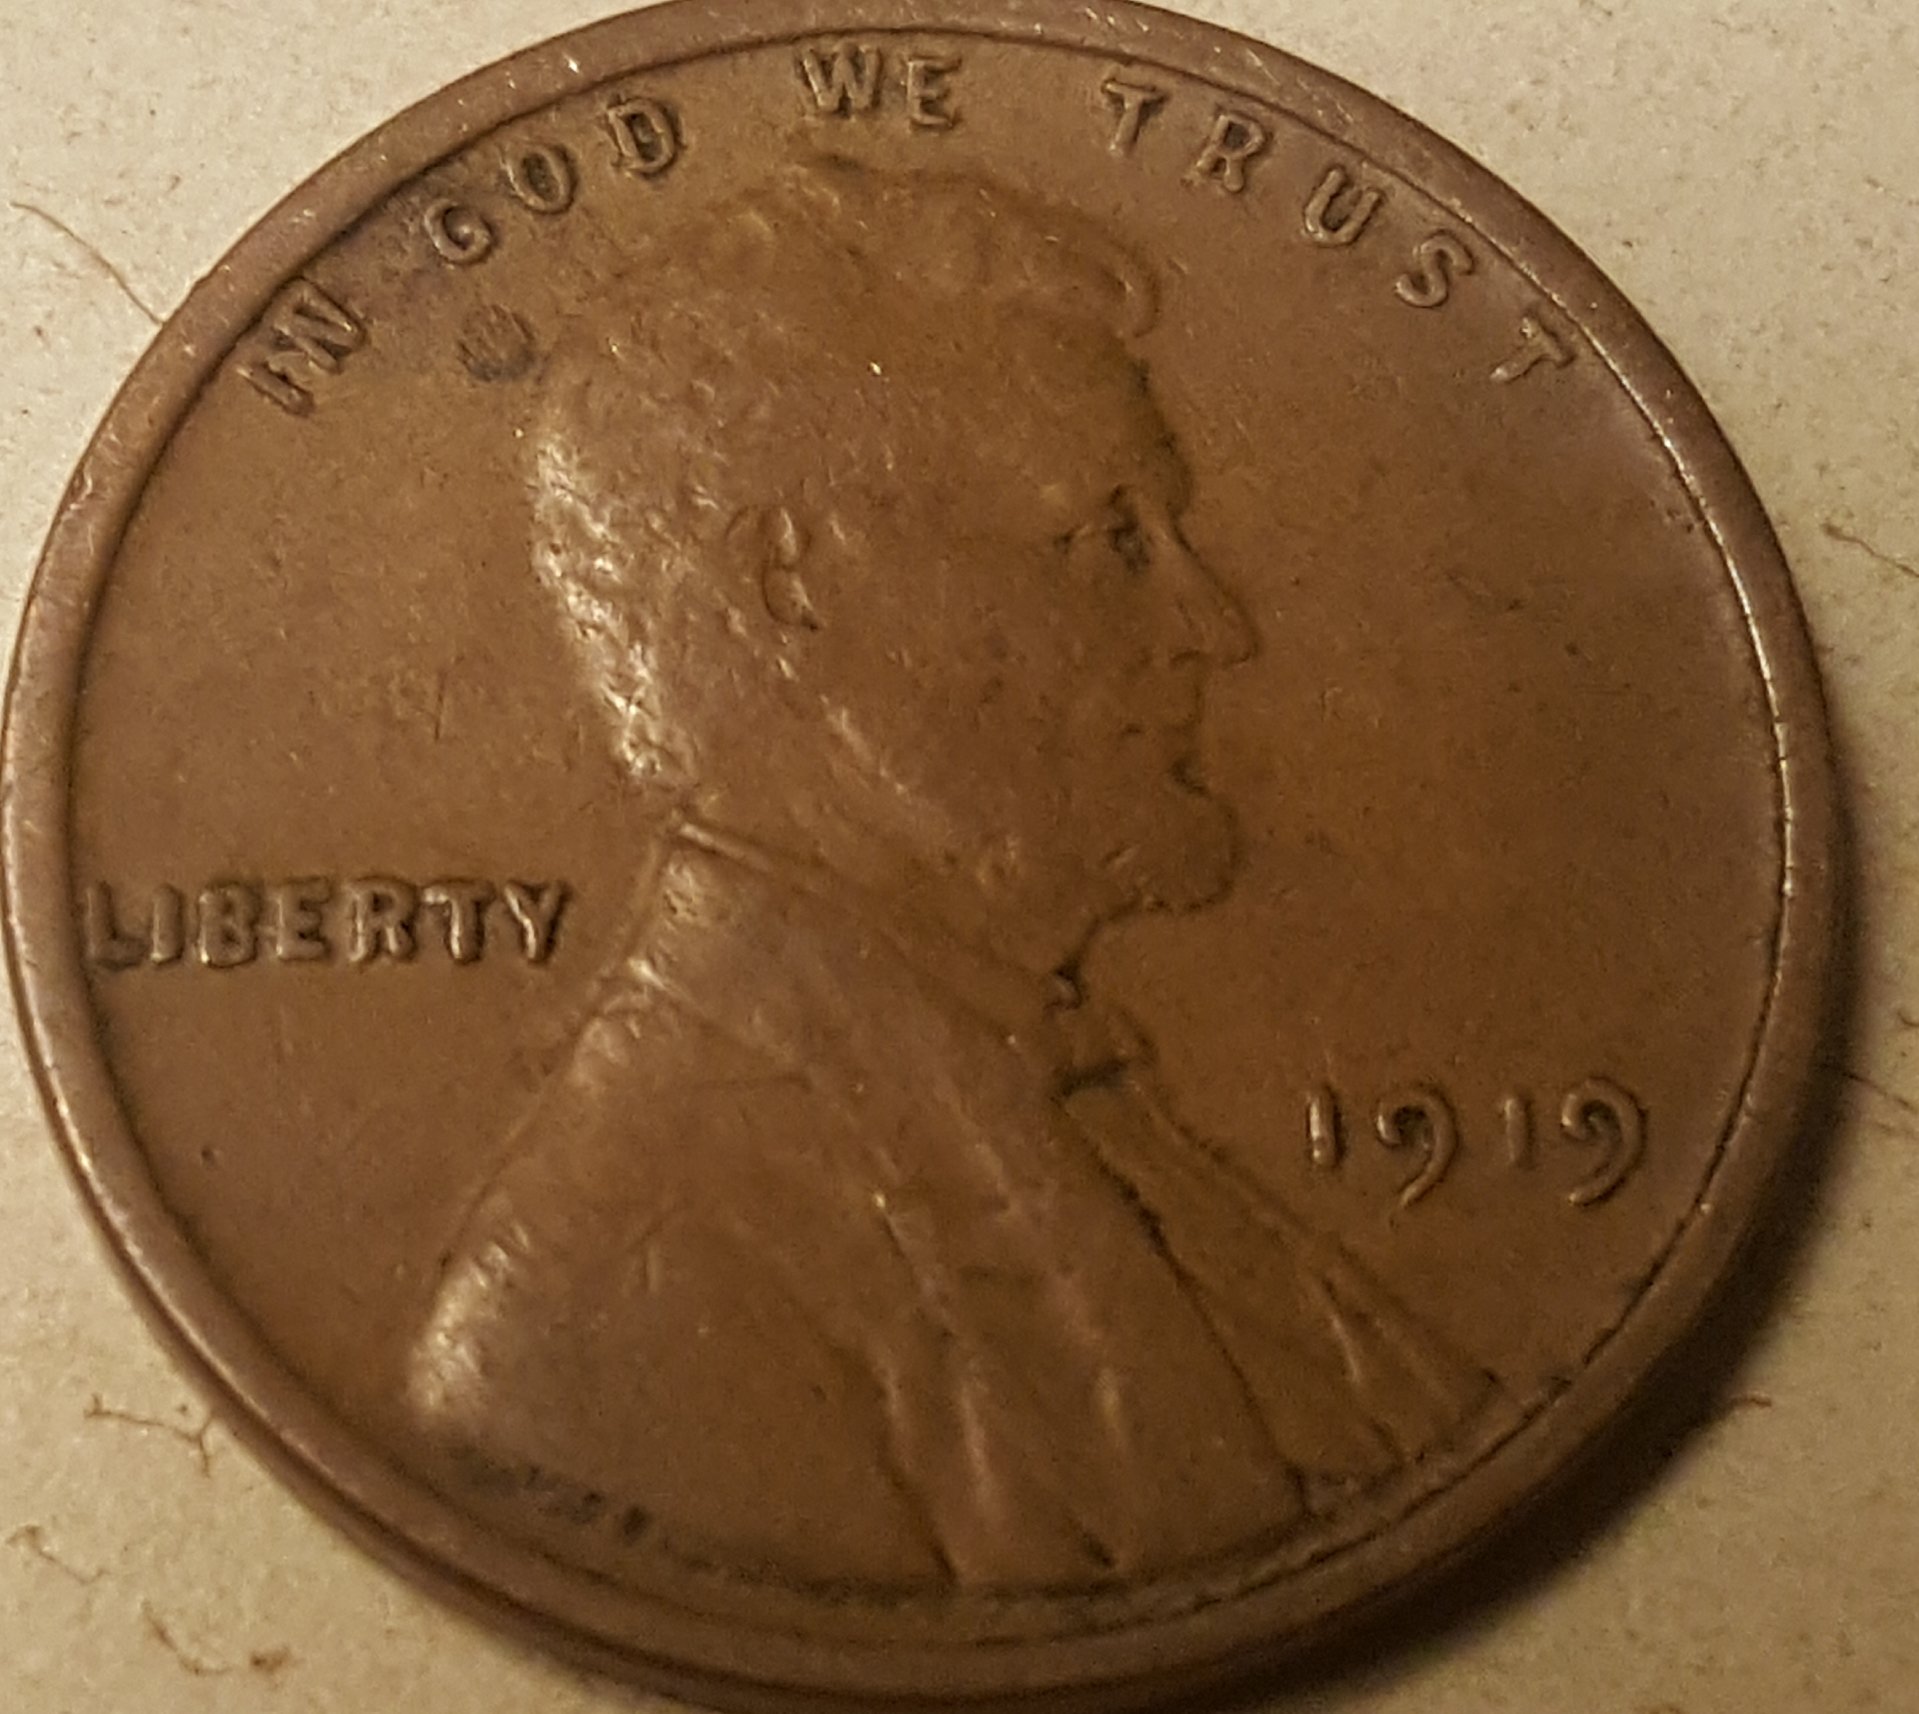 IN GOD WE TRUST
LIBERTY
1919